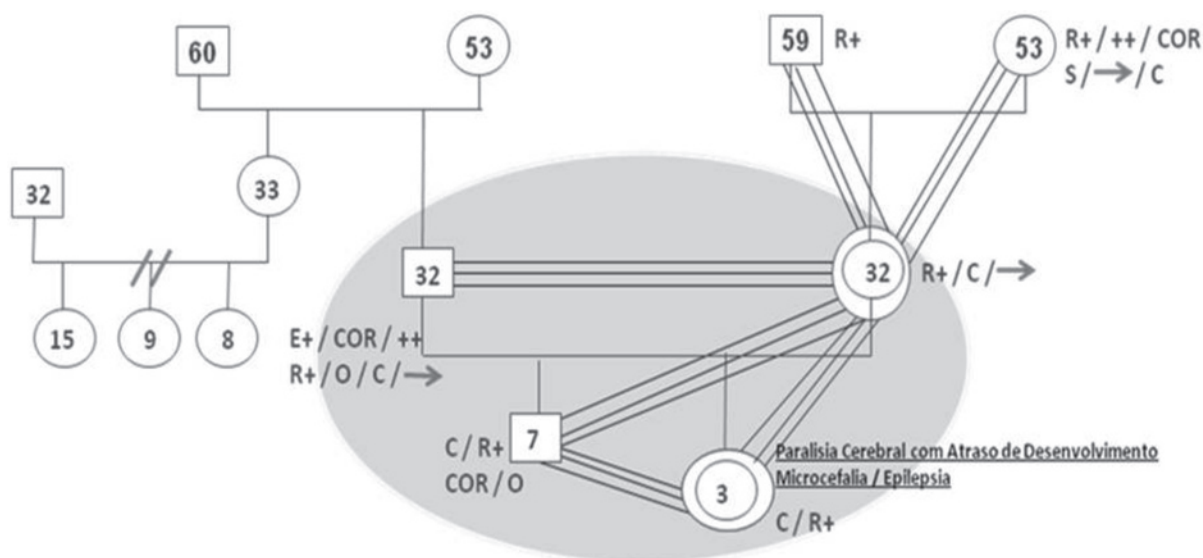 60
53
59
R+
53
R+ / ++ / COR
S / → / C
32
33
32
32
R+ / C / →
15
9
8
E+ / COR / ++
R+ / O / C / →
7
C / R+
COR / O
3
Paralisia Cerebral com Atraso de Desenvolvimento
Microcefalia / Epilepsia
C / R+